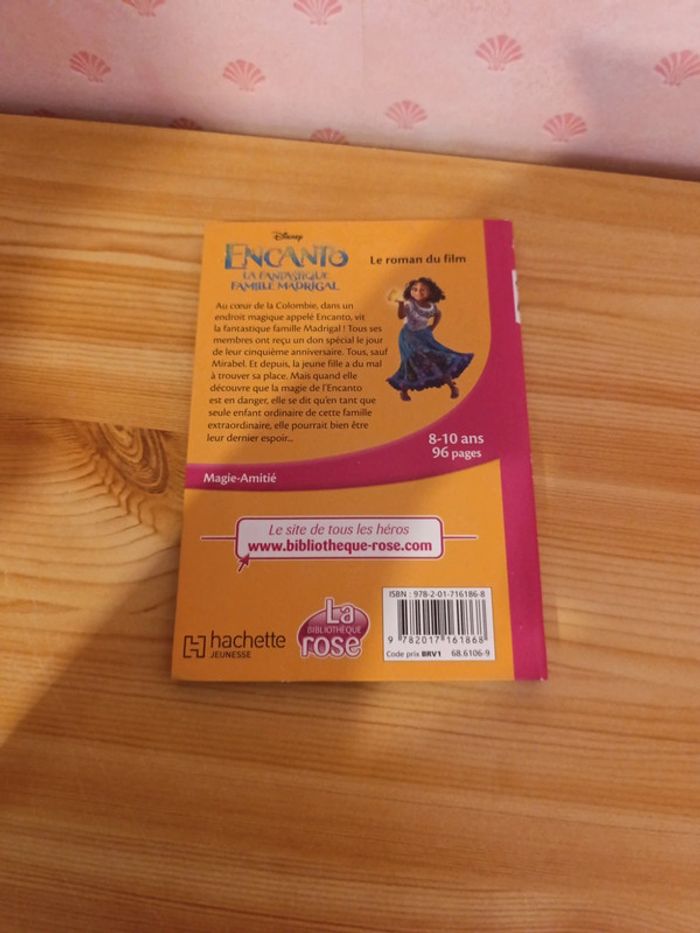 Disney
ENCANTO
LA FANTASTIQUE
FAMILLE MADRIGAL
Le roman du film
Au cœur de la Colombie, dans un
endroit magique appelé Encanto, vit
la fantastique famille Madrigal ! Tous ses
membres ont reçu un don spécial le jour
de leur cinquième anniversaire. Tous, sauf
Mirabel. Et depuis, la jeune fille a du mal
à trouver sa place. Mais quand elle
découvre que la magie de l'Encanto
est en danger, elle se dit qu'en tant que
seule enfant ordinaire de cette famille
extraordinaire, elle pourrait bien être
leur dernier espoir...
8-10 ans
96 pages
Magie-Amitié
Le site de tous les héros
www.bibliotheque-rose.com
hachette
JEUNESSE
La
BIBLIOTHÈQUE
rose
ISBN : 978-2-01-716186-8
9 782017 161868
Code prix BRV1 68.6106-9